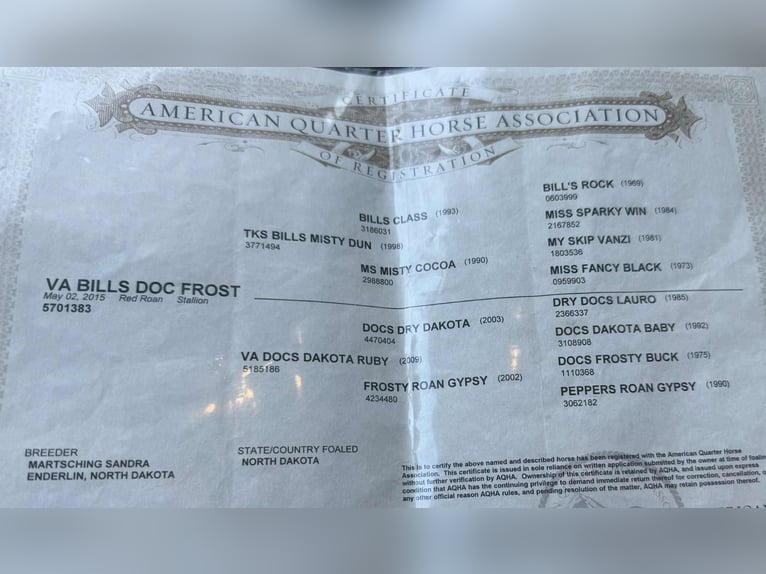 CERTIFICATE
AMERICAN QUARTER HORSE ASSOCIATION
OF REGISTRATION
BILL'S ROCK (1969)
0603999
BILLS CLASS (1993)
3186031
MISS SPARKY WIN (1984)
2167852
TKS BILLS MISTY DUN (1998)
3771494
MY SKIP VANZI (1981)
1803536
MS MISTY COCOA (1990)
2988800
MISS FANCY BLACK (1973)
0959903
VA BILLS DOC FROST
May 02, 2015 Red Roan Stallion
5701383
DRY DOCS LAURO (1985)
2366337
DOCS DRY DAKOTA (2003)
4470404
DOCS DAKOTA BABY (1992)
3108908
VA DOCS DAKOTA RUBY (2009)
5185186
DOCS FROSTY BUCK (1975)
1110368
FROSTY ROAN GYPSY (2002)
4234480
PEPPERS ROAN GYPSY (1990)
3062182
BREEDER
MARTSCHING SANDRA
ENDERLIN, NORTH DAKOTA
STATE/COUNTRY FOALED
NORTH DAKOTA
This is to certify the above named and described horse has been registered with the American Quarter Horse
Association. This certificate is issued in sole reliance on written application submitted by the owner at time of
without further verification by AQHA. Ownership of this certificate is retained by AQHA, and issued upon express
condition that AQHA has the continuing privilege to demand immediate return thereof for correction, cancellation,
any other official reason AQHA rules, and pending resolution of the matter, AQHA may retain possession thereof.